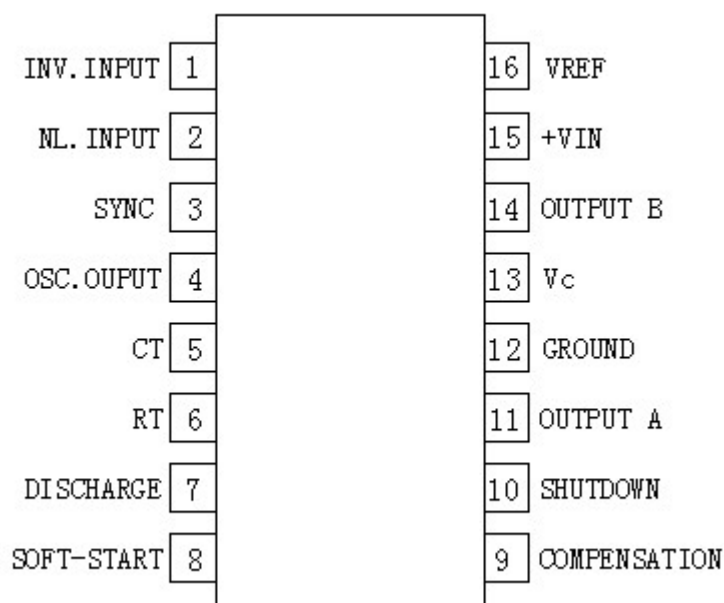 INV.INPUT 1 16 VREF
NL.INPUT 2 15 +VIN
SYNC 3 14 OUTPUT B
OSC.OUPUT 4 13 Vc
CT 5 12 GROUND
RT 6 11 OUTPUT A
DISCHARGE 7 10 SHUTDOWN
SOFT-START 8 9 COMPENSATION